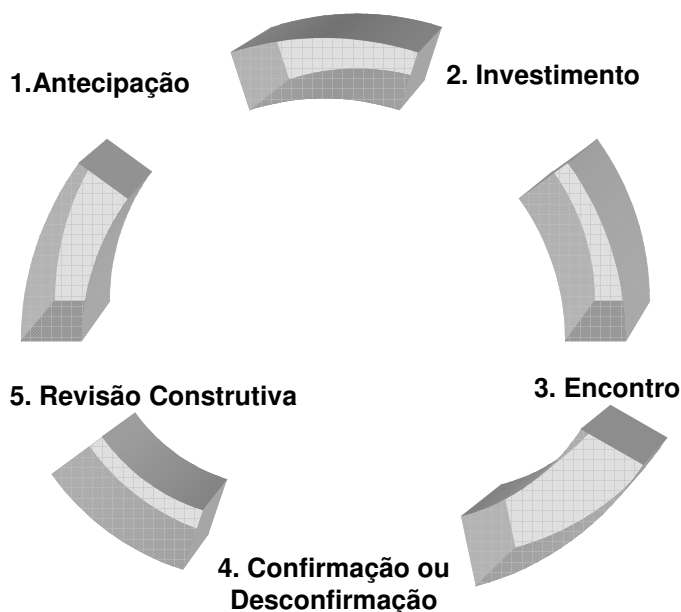 1.Antecipação
2. Investimento
3. Encontro
4. Confirmação ou
Desconfirmação
5. Revisão Construtiva